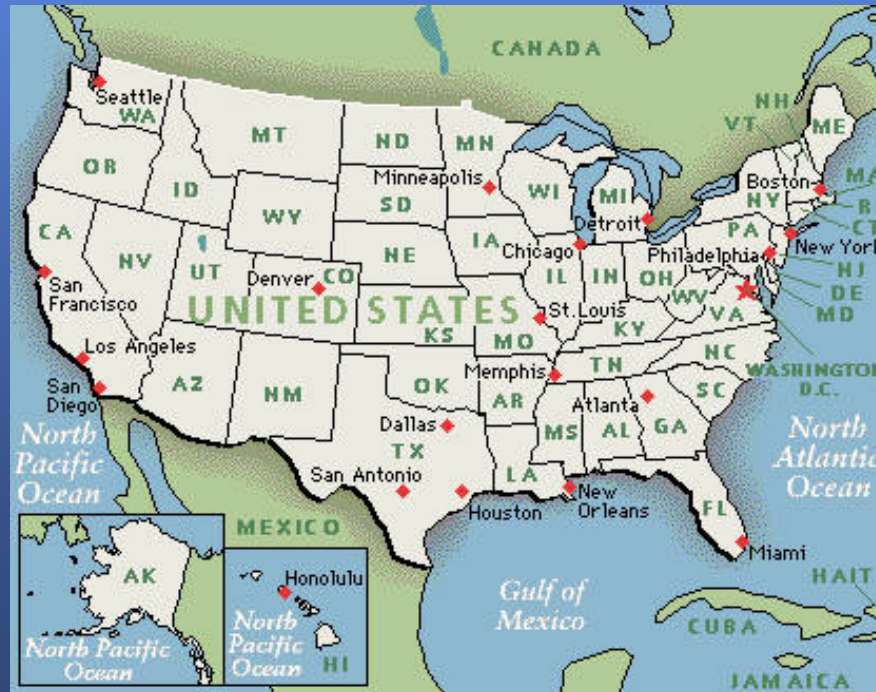 CANADA
NH
VT
ME
Seattle
WA
MT
ND
MN
OR
ID
Minneapolis
WI
MI
Boston
MA
NY
R
CT
SD
WY
Detroit
PA
CA
NV
IA
Chicago
Philadelphia
New York
NE
UT
Denver
CO
IL
IN
OH
NJ
San
Francisco
WV
DE
UNITED STATES
St. Louis
VA
MD
KS
MO
KY
Los Angeles
NC
TN
Memphis
WASHINGTON
D.C.
San
Diego
AZ
NM
OK
AR
Atlanta
SC
Dallas
MS
AL
GA
North
Pacific
Ocean
TX
North
Atlantic
Ocean
San Antonio
LA
New
Orleans
Houston
FL
MEXICO
Miami
AK
Honolulu
HAIT
Gulf of
Mexico
North
Pacific
Ocean
CUBA
North Pacific
Ocean
HI
JAMAICA